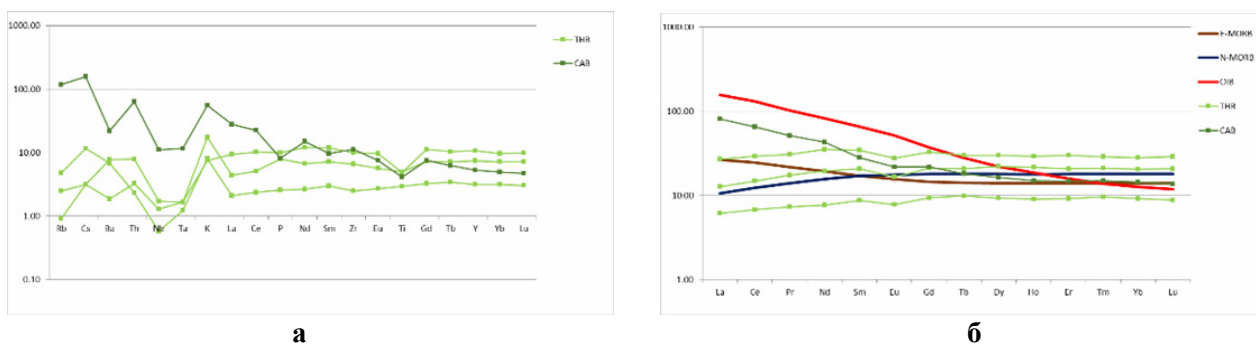 1000.00
100.00
10.00
1.00
0.10
Rb Cs Ba Th Nb Ta K La Ce P Nd Sm Zr Eu Ti Gd Tb Y Yb Lu
THB
CAB
а
1000.00
100.00
10.00
1.00
La Ce Pr Nd Sm Eu Gd Tb Dy Ho Er Tm Yb Lu
E-MORB
N-MORB
OIB
THB
CAB
б